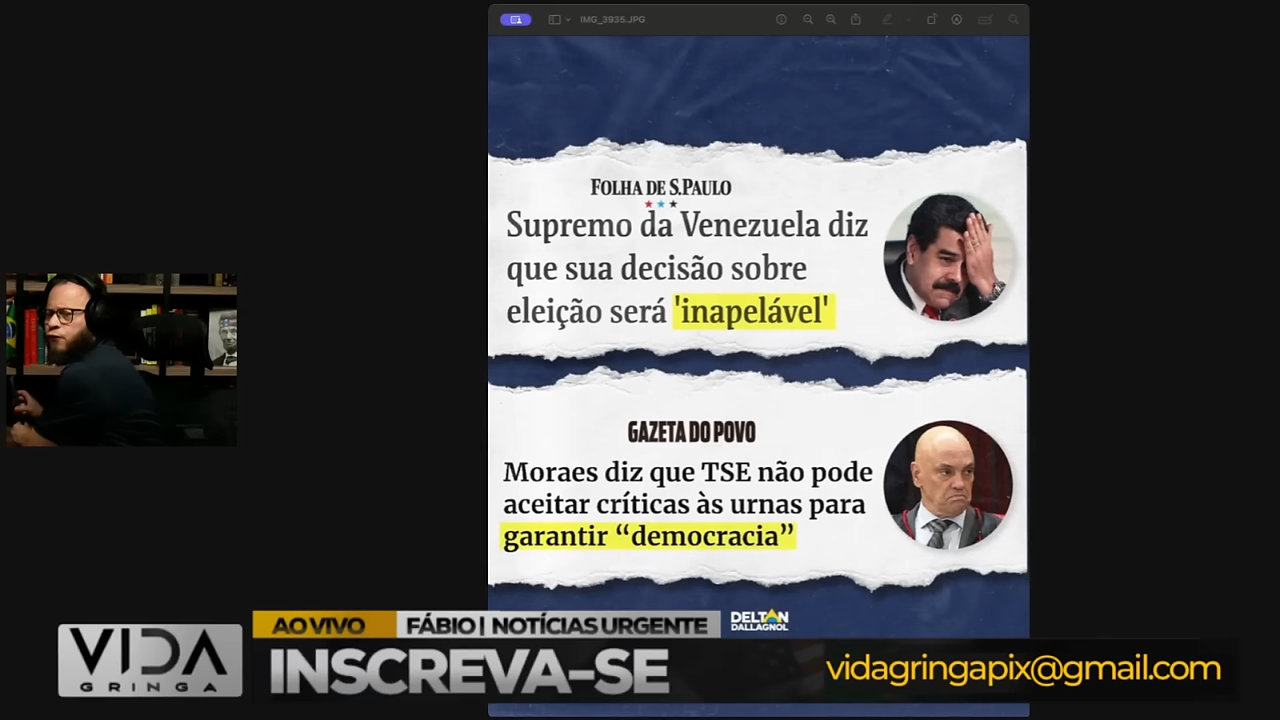 IMG_3935.JPG
FOLHA DE S.PAULO
Supremo da Venezuela diz
que sua decisão sobre
eleição será 'inapelável'
GAZETA DO POVO
Moraes diz que TSE não pode
aceitar críticas às urnas para
garantir “democracia”
DELTAN
DALLAGNOL
AO VIVO
FÁBIO | NOTÍCIAS URGENTE
VIDA
GRINGA
INSCREVA-SE
vidagringapix@gmail.com